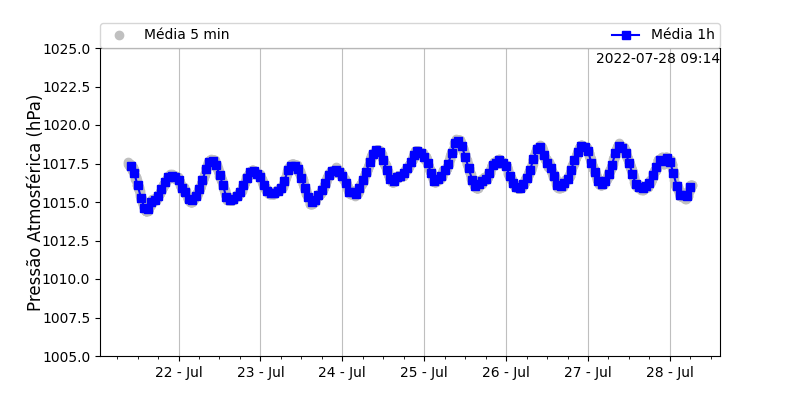 Média 5 min
Média 1h
2022-07-28 09:14
Pressão Atmosférica (hPa)
1025.0
1022.5
1020.0
1017.5
1015.0
1012.5
1010.0
1007.5
1005.0
22 - Jul
23 - Jul
24 - Jul
25 - Jul
26 - Jul
27 - Jul
28 - Jul